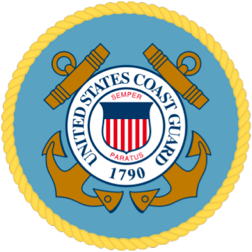 UNITED STATES COAST GUARD
SEMPER
PARATUS
1790